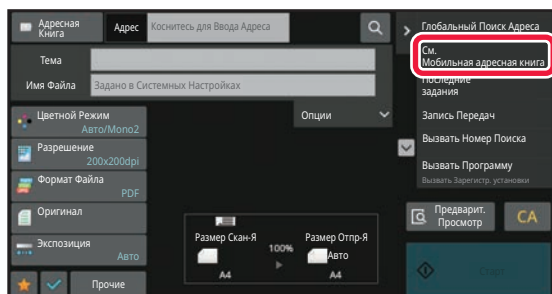 Адресная
Книга
Адрес
Коснитесь для Ввода Адреса
Тема
Имя Файла
Задано в Системных Настройках
Цветной Режим
Авто/Mono2
Разрешение
200x200dpi
Формат Файла
PDF
Оригинал
Экспозиция
Авто
Прочие
Опции
Размер Скан-Я
100%
Размер Отпр-Я
Авто
A4
A4
Глобальный Поиск Адреса
См.
Мобильная адресная книга
Последние
задания
Запись Передач
Вызвать Номер Поиска
Вызвать Программу
Вызвать Зарегистр. установки
Предварит.
Просмотр
CA
Старт